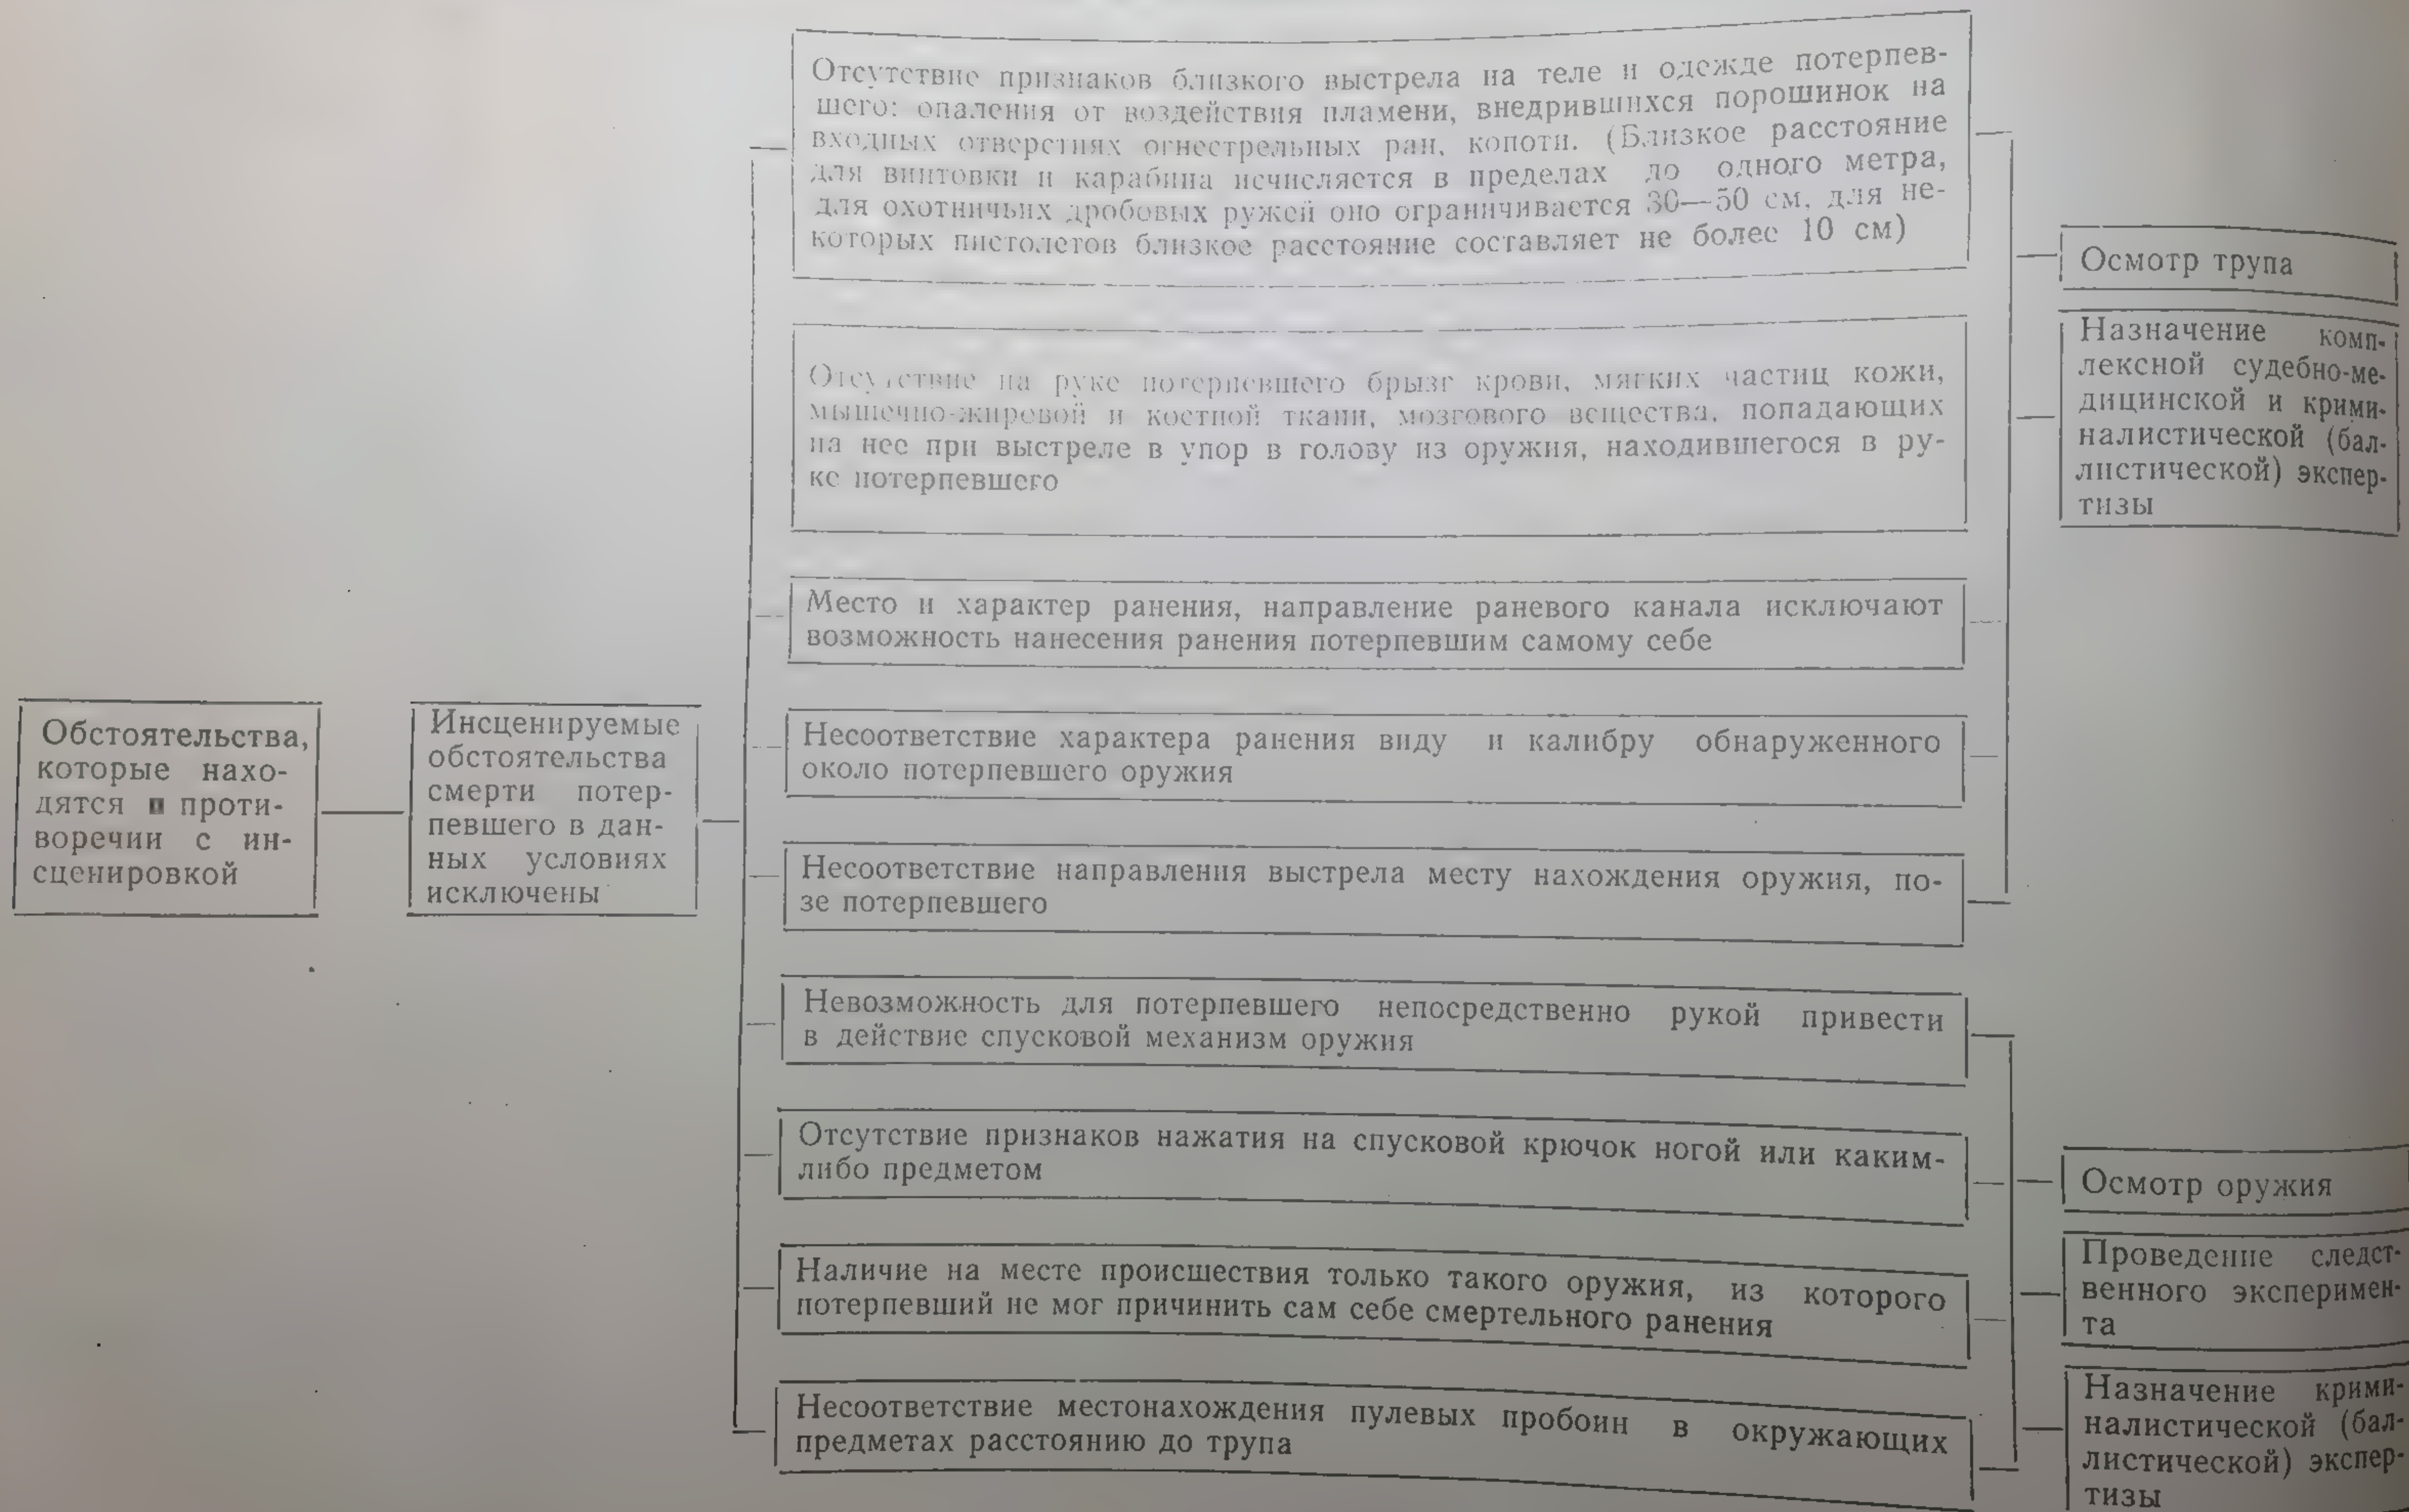 Обстоятельства,
которые нахо-
дятся в проти-
воречии с ин-
сценировкой
Инсценируемые
обстоятельства
смерти потер-
певшего в дан-
ных условиях
исключены
Отсутствие признаков близкого выстрела на теле и одежде потерпев-
шего: опаления от воздействия пламени, внедрившихся порошинок на
входных отверстиях огнестрельных ран, копоти. (Близкое расстояние
для винтовки и карабина исчисляется в пределах до одного метра,
для охотничьих дробовых ружей оно ограничивается 30—50 см, для не-
которых пистолетов близкое расстояние составляет не более 10 см)
Отсутствие на руке потерпевшего брызг крови, мягких частиц кожи,
мышечно-жировой и костной ткани, мозгового вещества, попадающих
на нее при выстреле в упор в голову из оружия, находившегося в ру-
ке потерпевшего
Место и характер ранения, направление раневого канала исключают
возможность нанесения ранения потерпевшим самому себе
Несоответствие характера ранения виду и калибру обнаруженного
около потерпевшего оружия
Несоответствие направления выстрела месту нахождения оружия, по-
зе потерпевшего
Невозможность для потерпевшего непосредственно рукой привести
в действие спусковой механизм оружия
Отсутствие признаков нажатия на спусковой крючок ногой или каким-
либо предметом
Наличие на месте происшествия только такого оружия, из которого
потерпевший не мог причинить сам себе смертельного ранения
Несоответствие местонахождения пулевых пробоин в окружающих
предметах расстоянию до трупа
Осмотр трупа
Назначение комп-
лексной судебно-ме-
дицинской и крими-
налистической (бал-
листической) экспер-
тизы
Осмотр оружия
Проведение следст-
венного эксперимен-
та
Назначение крими-
налистической (бал-
листической) экспер-
тизы